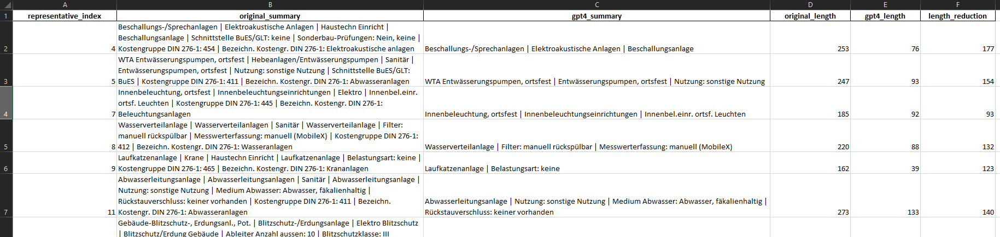 A B C D E F
1 representative_index original_summary gpt4_summary original_length gpt4_length length_reduction
Beschallungs-/Sprechanlagen | Elektroakustische Anlagen | Haustechn Einricht |
Beschallungsanlage | Schnittstelle BuES/GLT: keine | Sonderbau-Prüfungen: Nein, keine |
2 4 Kostengruppe DIN 276-1: 454 | Bezeichn. Kostengr. DIN 276-1: Elektroakustische anlagen Beschallungs-/Sprechanlagen | Elektroakustische Anlagen | Beschallungsanlage 253 76 177
WTA Entwässerungspumpen, ortsfest | Hebeanlagen/Entwässerungspumpen | Sanitär |
Entwässerungspumpen, ortsfest | Nutzung: sonstige Nutzung | Schnittstelle BuES/GLT:
3 5 BuES | Kostengruppe DIN 276-1: 411 | Bezeichn. Kostengr. DIN 276-1: Abwasseranlagen WTA Entwässerungspumpen, ortsfest | Entwässerungspumpen, ortsfest | Nutzung: sonstige Nutzung 247 93 154
Innenbeleuchtung, ortsfest | Innenbeleuchtungseinrichtungen | Elektro | Innenbel.einr.
ortsf. Leuchten | Kostengruppe DIN 276-1: 445 | Bezeichn. Kostengr. DIN 276-1:
4 7 Beleuchtungsanlagen Innenbeleuchtung, ortsfest | Innenbeleuchtungseinrichtungen | Innenbel.einr. ortsf. Leuchten 185 92 93
Wasserverteilanlage | Wasserverteilanlagen | Sanitär | Wasserverteilanlage | Filter:
manuell rückspülbar | Messwerterfassung: manuell (MobileX) | Kostengruppe DIN 276-1:
5 8 412 | Bezeichn. Kostengr. DIN 276-1: Wasseranlagen Wasserverteilanlage | Filter: manuell rückspülbar | Messwerterfassung: manuell (MobileX) 220 88 132
Laufkatzenanlage | Krane | Haustechn Einricht | Laufkatzenanlage | Belastungsart: keine |
6 9 Kostengruppe DIN 276-1: 465 | Bezeichn. Kostengr. DIN 276-1: Krananlagen Laufkatzenanlage | Belastungsart: keine 162 39 123
Abwasserleitungsanlage | Abwasserleitungsanlagen | Sanitär | Abwasserleitungsanlage |
Nutzung: sonstige Nutzung | Medium Abwasser: Abwasser, fäkalienhaltig |
Rückstauverschluss: keiner vorhanden | Kostengruppe DIN 276-1: 411 | Bezeichn. Abwasserleitungsanlage | Nutzung: sonstige Nutzung | Medium Abwasser: Abwasser, fäkalienhaltig |
7 11 Kostengr. DIN 276-1: Abwasseranlagen Rückstauverschluss: keiner vorhanden 273 133 140
Gebäude-Blitzschutz-, Erdungsanl., Pot. | Blitzschutz-/Erdungsanlage | Elektro Blitzschutz
| Blitzschutz/Erdung Gebäude | Ableiter Anzahl aussen: 10 | Blitzschutzklasse: III